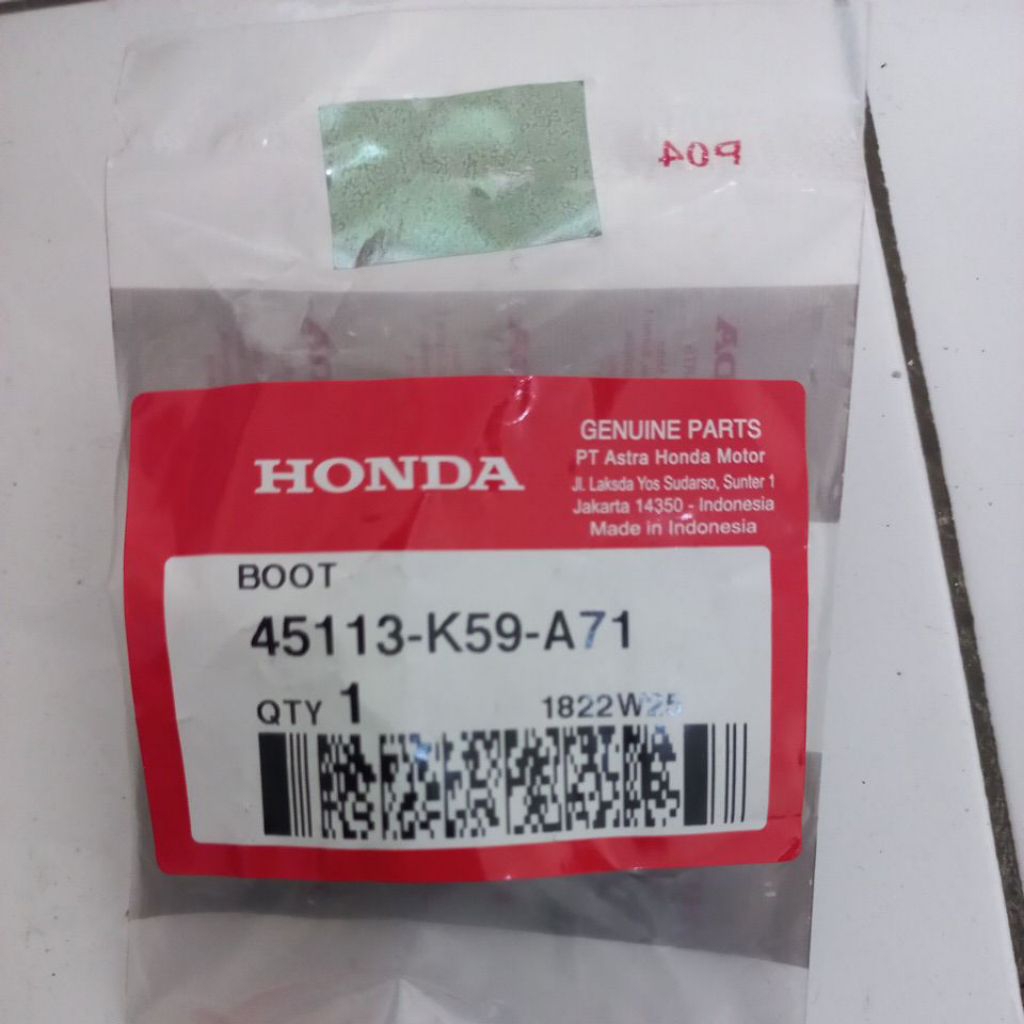 P04
HONDA
GENUINE PARTS
PT Astra Honda Motor
Jl. Laksda Yos Sudarso, Sunter 1
Jakarta 14350 - Indonesia
Made in Indonesia
BOOT
45113-K59-A71
QTY 1
1822W25